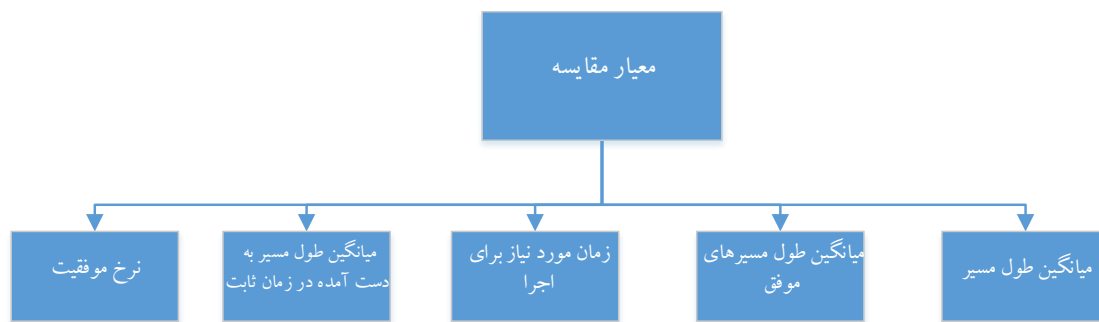 معیار مقایسه
میانگین طول مسیر
میانگین طول مسیرهای
موفق
زمان مورد نیاز برای
اجرا
میانگین طول مسیر به
دست آمده در زمان ثابت
نرخ موفقیت